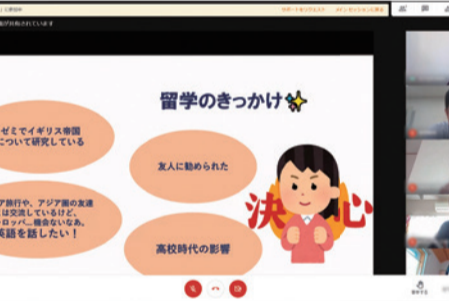 留学のきっかけ
ゼミでイギリス帝国
について研究している
友人に勧められた
ア旅行や、アジア圏の友達
は交流しているけど、
ロッパ…機会ないなあ、
英語を話したい！
高校時代の影響
決心